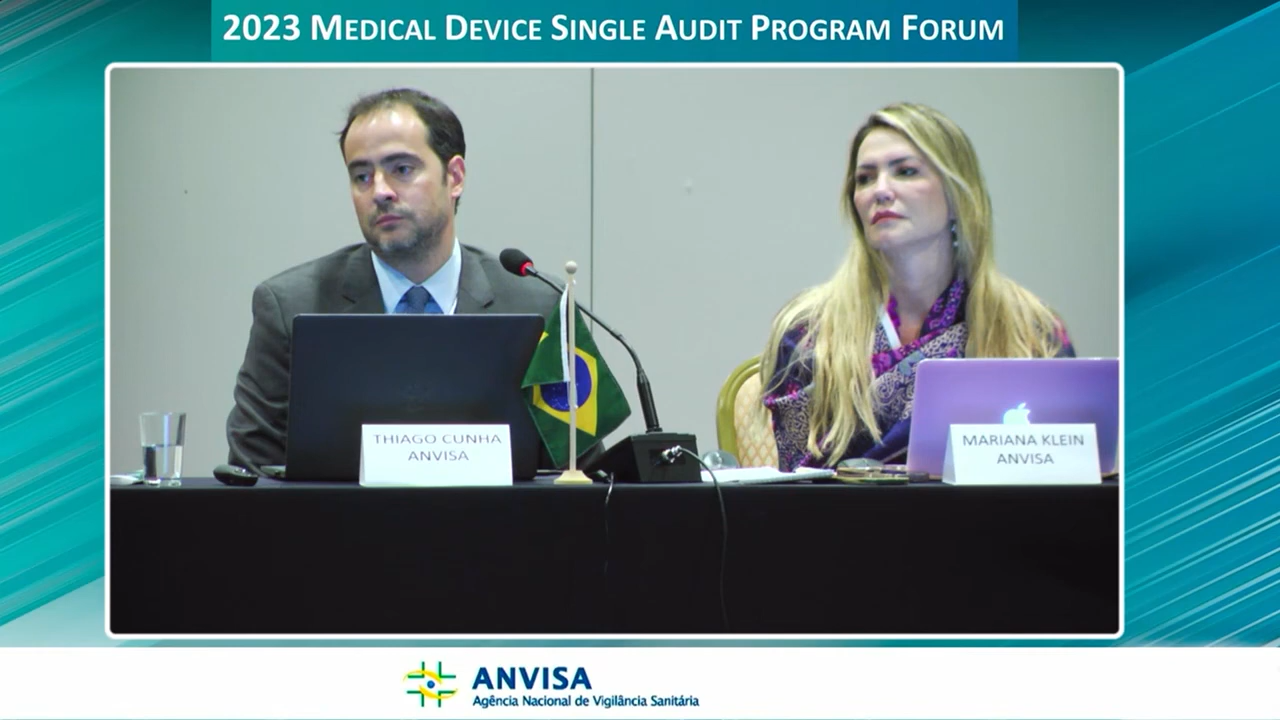 2023 MEDICAL DEVICE SINGLE AUDIT PROGRAM FORUM
THIAGO CUNHA
ANVISA
MARIANA KLEIN
ANVISA
ANVISA
Agência Nacional de Vigilância Sanitária